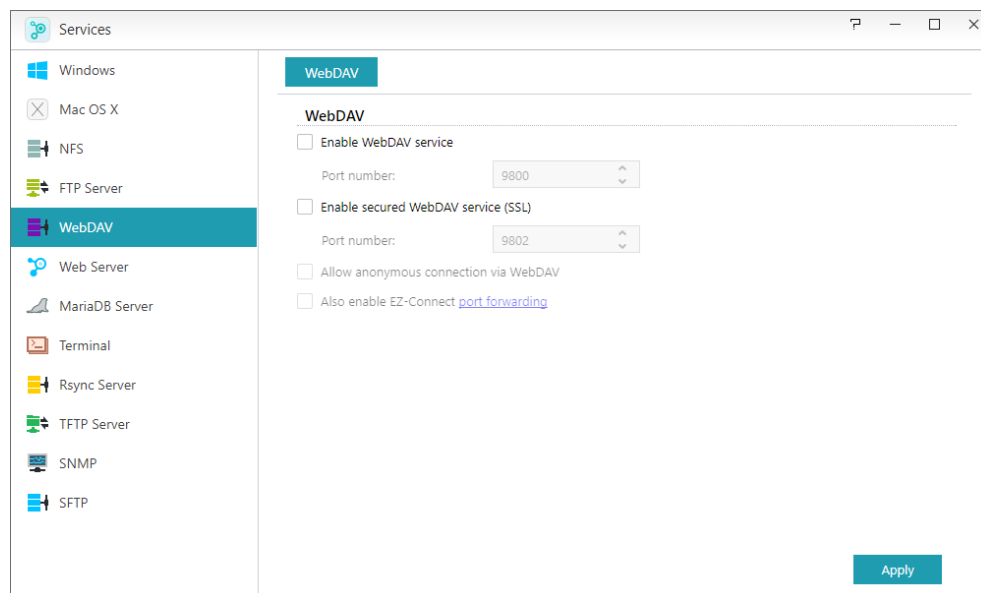 Services
Windows
Mac OS X
NFS
FTP Server
WebDAV
Web Server
MariaDB Server
Terminal
Rsync Server
TFTP Server
SNMP
SFTP
WebDAV
WebDAV
Enable WebDAV service
Port number: 9800
Enable secured WebDAV service (SSL)
Port number: 9802
Allow anonymous connection via WebDAV
Also enable EZ-Connect port forwarding
Apply